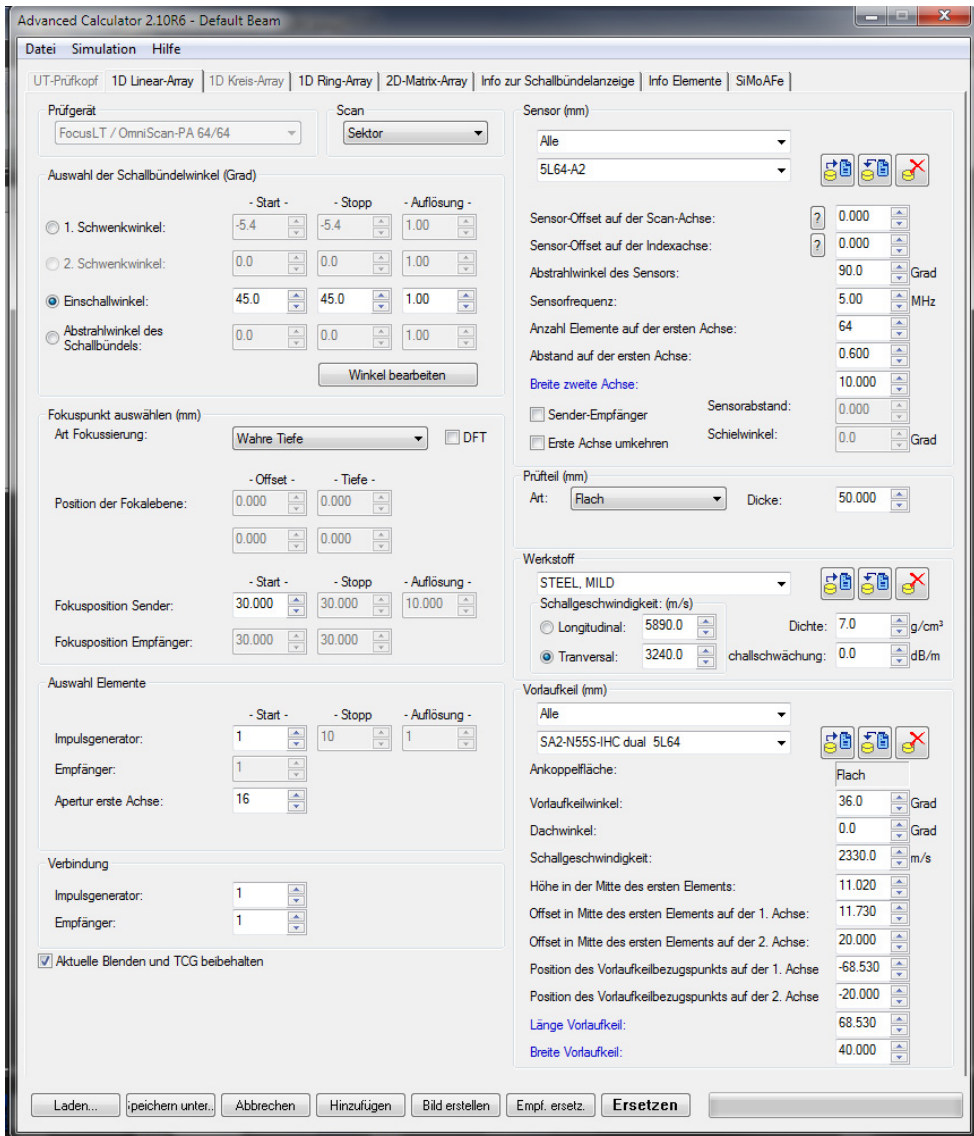 Advanced Calculator 2.10R6 - Default Beam
Datei Simulation Hilfe
UT-Prüfkopf 1D Linear-Array 1D Kreis-Array 1D Ring-Array 2D-Matrix-Array Info zur Schallbündelanzeige Info Elemente SiMoAFe
Prüfgerät
FocusLT / OmniScan-PA 64/64
Scan
Sektor
Auswahl der Schallbündelwinkel (Grad)
- Start - - Stopp - - Auflösung -
1. Schwenkwinkel: -5.4 -5.4 1.00
2. Schwenkwinkel: 0.0 0.0 1.00
Einschallwinkel: 45.0 45.0 1.00
Abstrahlwinkel des
Schallbündels: 0.0 0.0 1.00
Winkel bearbeiten
Fokuspunkt auswählen (mm)
Art Fokussierung: Wahre Tiefe DFT
- Offset - - Tiefe -
Position der Fokalebene: 0.000 0.000
0.000 0.000
- Start - - Stopp - - Auflösung -
Fokusposition Sender: 30.000 30.000 10.000
Fokusposition Empfänger: 30.000 30.000
Auswahl Elemente
- Start - - Stopp - - Auflösung -
Impulsgenerator: 1 10 1
Empfänger: 1
Apertur erste Achse: 16
Verbindung
Impulsgenerator: 1
Empfänger: 1
Aktuelle Blenden und TCG beibehalten
Sensor (mm)
Alle
5L64-A2
Sensor-Offset auf der Scan-Achse: ? 0.000
Sensor-Offset auf der Indexachse: ? 0.000
Abstrahlwinkel des Sensors: 90.0 Grad
Sensorfrequenz: 5.00 MHz
Anzahl Elemente auf der ersten Achse: 64
Abstand auf der ersten Achse: 0.600
Breite zweite Achse: 10.000
Sender-Empfänger Sensorabstand: 0.000
Erste Achse umkehren Schielwinkel: 0.0 Grad
Prüfteil (mm)
Art: Flach Dicke: 50.000
Werkstoff
STEEL, MILD
Schallgeschwindigkeit: (m/s)
Longitudinal: 5890.0 Dichte: 7.0 g/cm³
Tranversal: 3240.0 challschwächung: 0.0 dB/m
Vorlaufkeil (mm)
Alle
SA2-N55S-IHC dual 5L64
Ankoppelfläche: Flach
Vorlaufkeilwinkel: 36.0 Grad
Dachwinkel: 0.0 Grad
Schallgeschwindigkeit: 2330.0 m/s
Höhe in der Mitte des ersten Elements: 11.020
Offset in Mitte des ersten Elements auf der 1. Achse: 11.730
Offset in Mitte des ersten Elements auf der 2. Achse: 20.000
Position des Vorlaufkeilbezugspunkts auf der 1. Achse -68.530
Position des Vorlaufkeilbezugspunkts auf der 2. Achse -20.000
Länge Vorlaufkeil: 68.530
Breite Vorlaufkeil: 40.000
Laden... peichern unter.. Abbrechen Hinzufügen Bild erstellen Empf. ersetz. Ersetzen